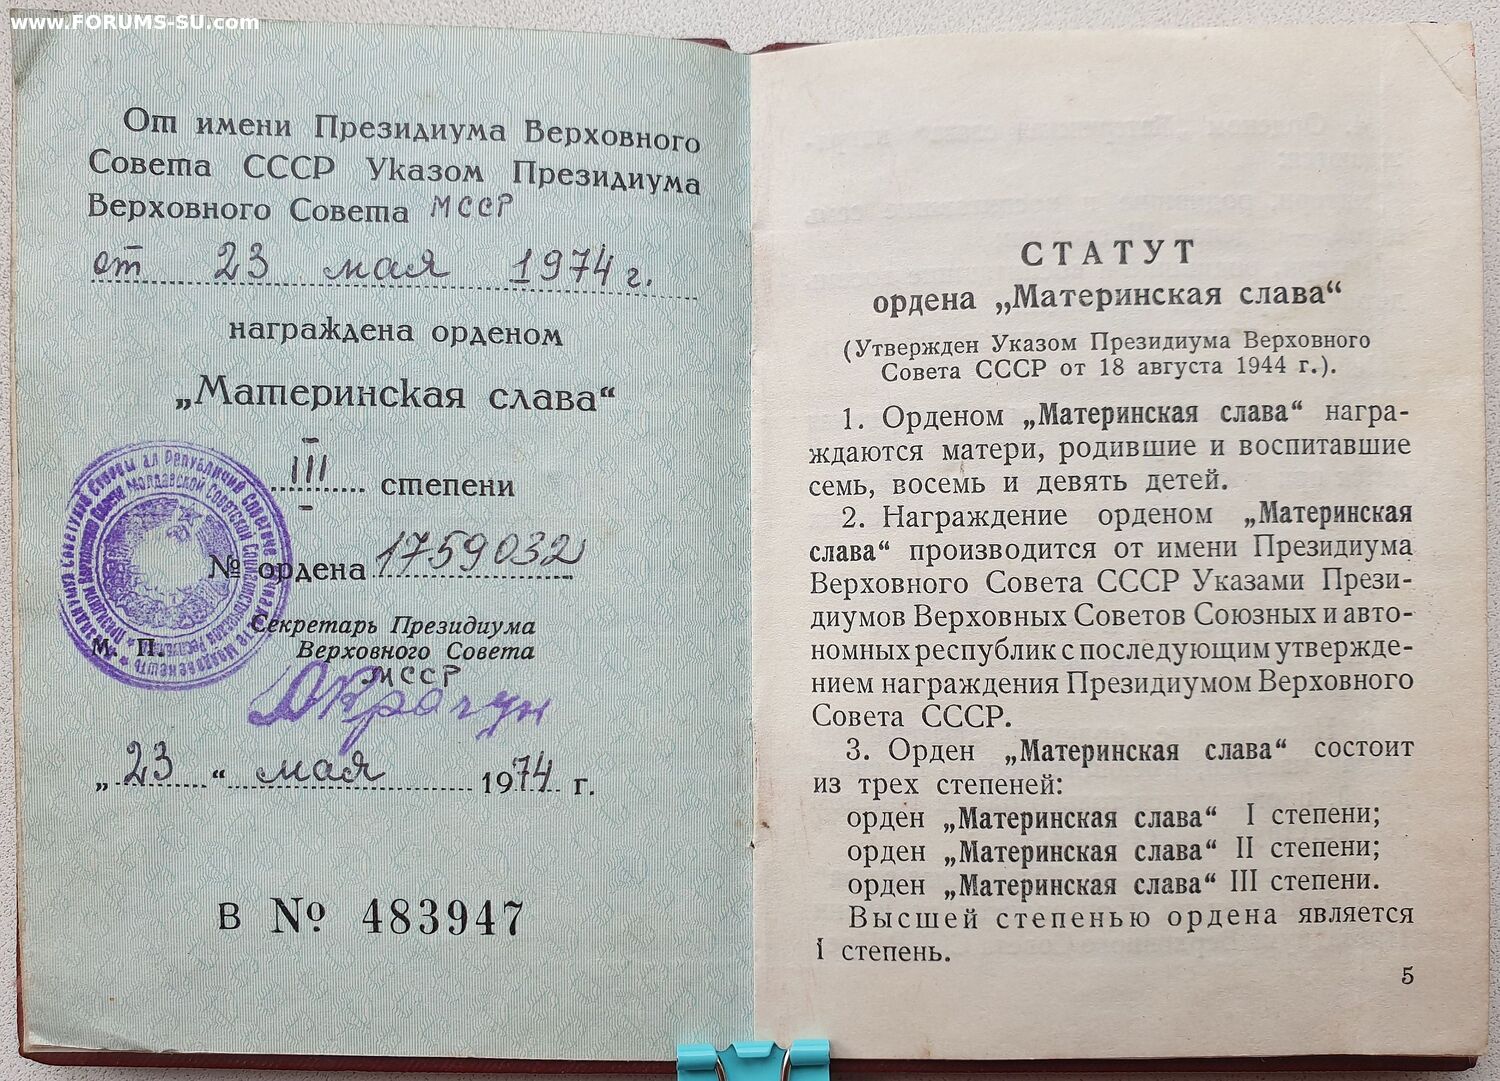 www.FORUMS-SU.com
От имени Президиума Верховного
Совета СССР Указом Президиума
Верховного Совета МССР
от 23 мая 1974 г.
награждена орденом
„Материнская слава“
III степени
№ ордена 1759032
Секретарь Президиума
Верховного Совета
МССР
М. П.
„23“ мая 1974 г.
В № 483947
СТАТУТ
ордена „Материнская слава“
(Утвержден Указом Президиума Верховного
Совета СССР от 18 августа 1944 г.).
1. Орденом „Материнская слава“ награ-
ждаются матери, родившие и воспитавшие
семь, восемь и девять детей.
2. Награждение орденом „Материнская
слава“ производится от имени Президиума
Верховного Совета СССР Указами Прези-
диумов Верховных Советов Союзных и авто-
номных республик с последующим утвержде-
нием награждения Президиумом Верховного
Совета СССР.
3. Орден „Материнская слава“ состоит
из трех степеней:
орден „Материнская слава“ I степени;
орден „Материнская слава“ II степени;
орден „Материнская слава“ III степени.
Высшей степенью ордена является
I степень.
5